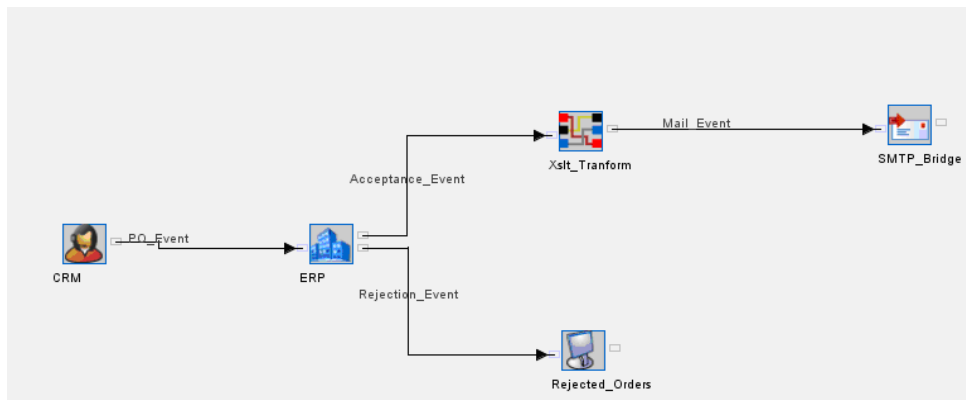 Mail_Event
SMTP_Bridge
Xslt_Tranform
Acceptance_Event
PO_Event
CRM
ERP
Rejection_Event
Rejected_Orders